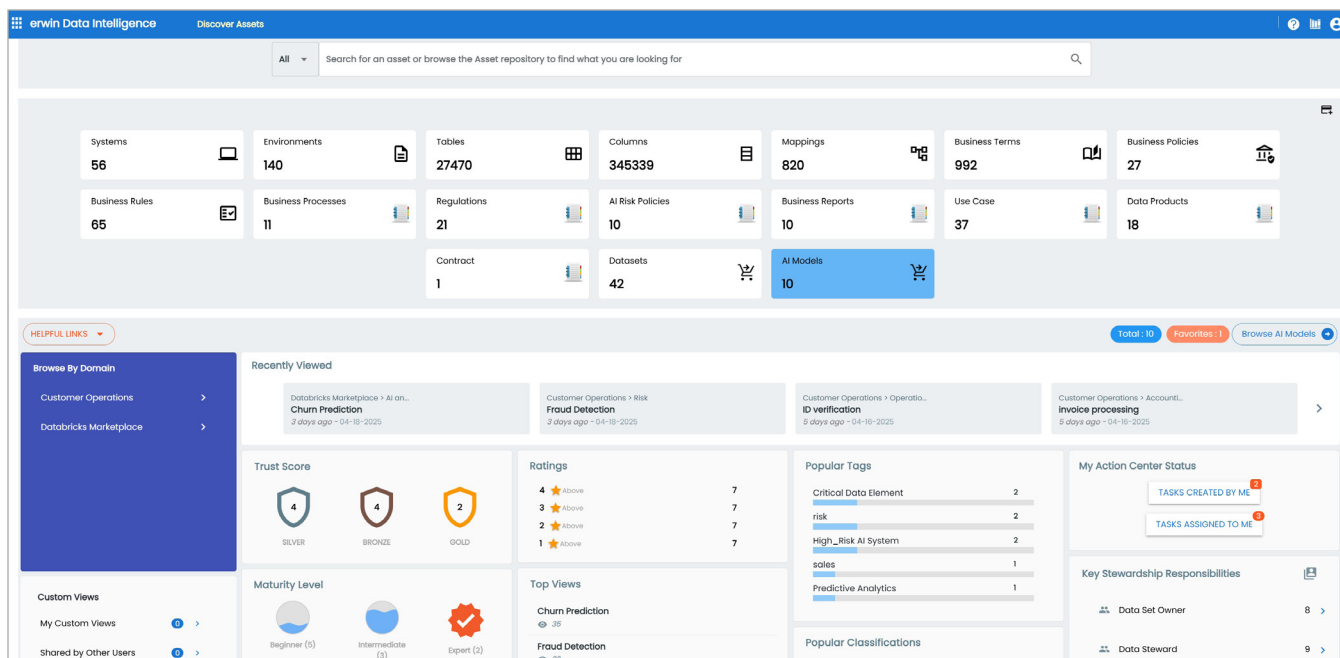 erwin Data Intelligence
Discover Assets
All
Search for an asset or browse the Asset repository to find what you are looking for
Systems
56
Environments
140
Tables
27470
Columns
345339
Mappings
820
Business Terms
992
Business Policies
27
Business Rules
65
Business Processes
11
Regulations
21
AI Risk Policies
10
Business Reports
10
Use Case
37
Data Products
18
Contract
1
Datasets
42
AI Models
10
HELPFUL LINKS
Total : 10
Favorites : 1
Browse AI Models
Browse By Domain
Customer Operations
Databricks Marketplace
Recently Viewed
Databricks Marketplace > AI an...
Churn Prediction
3 days ago - 04-18-2025
Customer Operations > Risk
Fraud Detection
3 days ago - 04-18-2025
Customer Operations > Operatio...
ID verification
5 days ago - 04-16-2025
Customer Operations > Accounti...
invoice processing
5 days ago - 04-16-2025
Trust Score
4
SILVER
4
BRONZE
2
GOLD
Ratings
4 Above 7
3 Above 7
2 Above 7
1 Above 7
Popular Tags
Critical Data Element 2
risk 2
High_Risk AI System 2
sales 1
Predictive Analytics 1
My Action Center Status
TASKS CREATED BY ME 2
TASKS ASSIGNED TO ME 3
Custom Views
My Custom Views 0
Shared by Other Users 0
Maturity Level
Beginner (5)
Intermediate
(3)
Expert (2)
Top Views
Churn Prediction
35
Fraud Detection
Popular Classifications
Key Stewardship Responsibilities
Data Set Owner 8
Data Steward 9